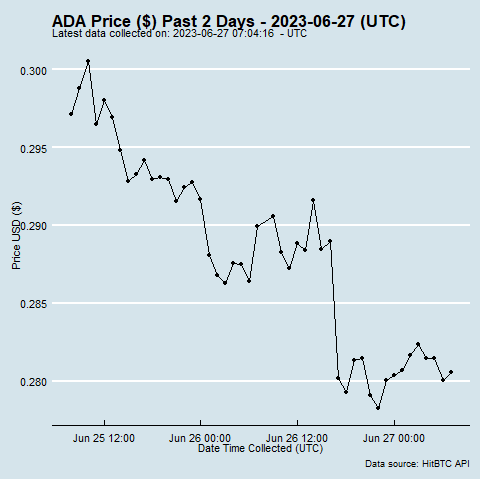 ADA Price ($) Past 2 Days - 2023-06-27 (UTC)
Latest data collected on: 2023-06-27 07:04:16  - UTC
0.300
0.295
0.290
0.285
0.280
Price USD ($)
Jun 25 12:00
Jun 26 00:00
Jun 26 12:00
Jun 27 00:00
Date Time Collected (UTC)
Data source: HitBTC API